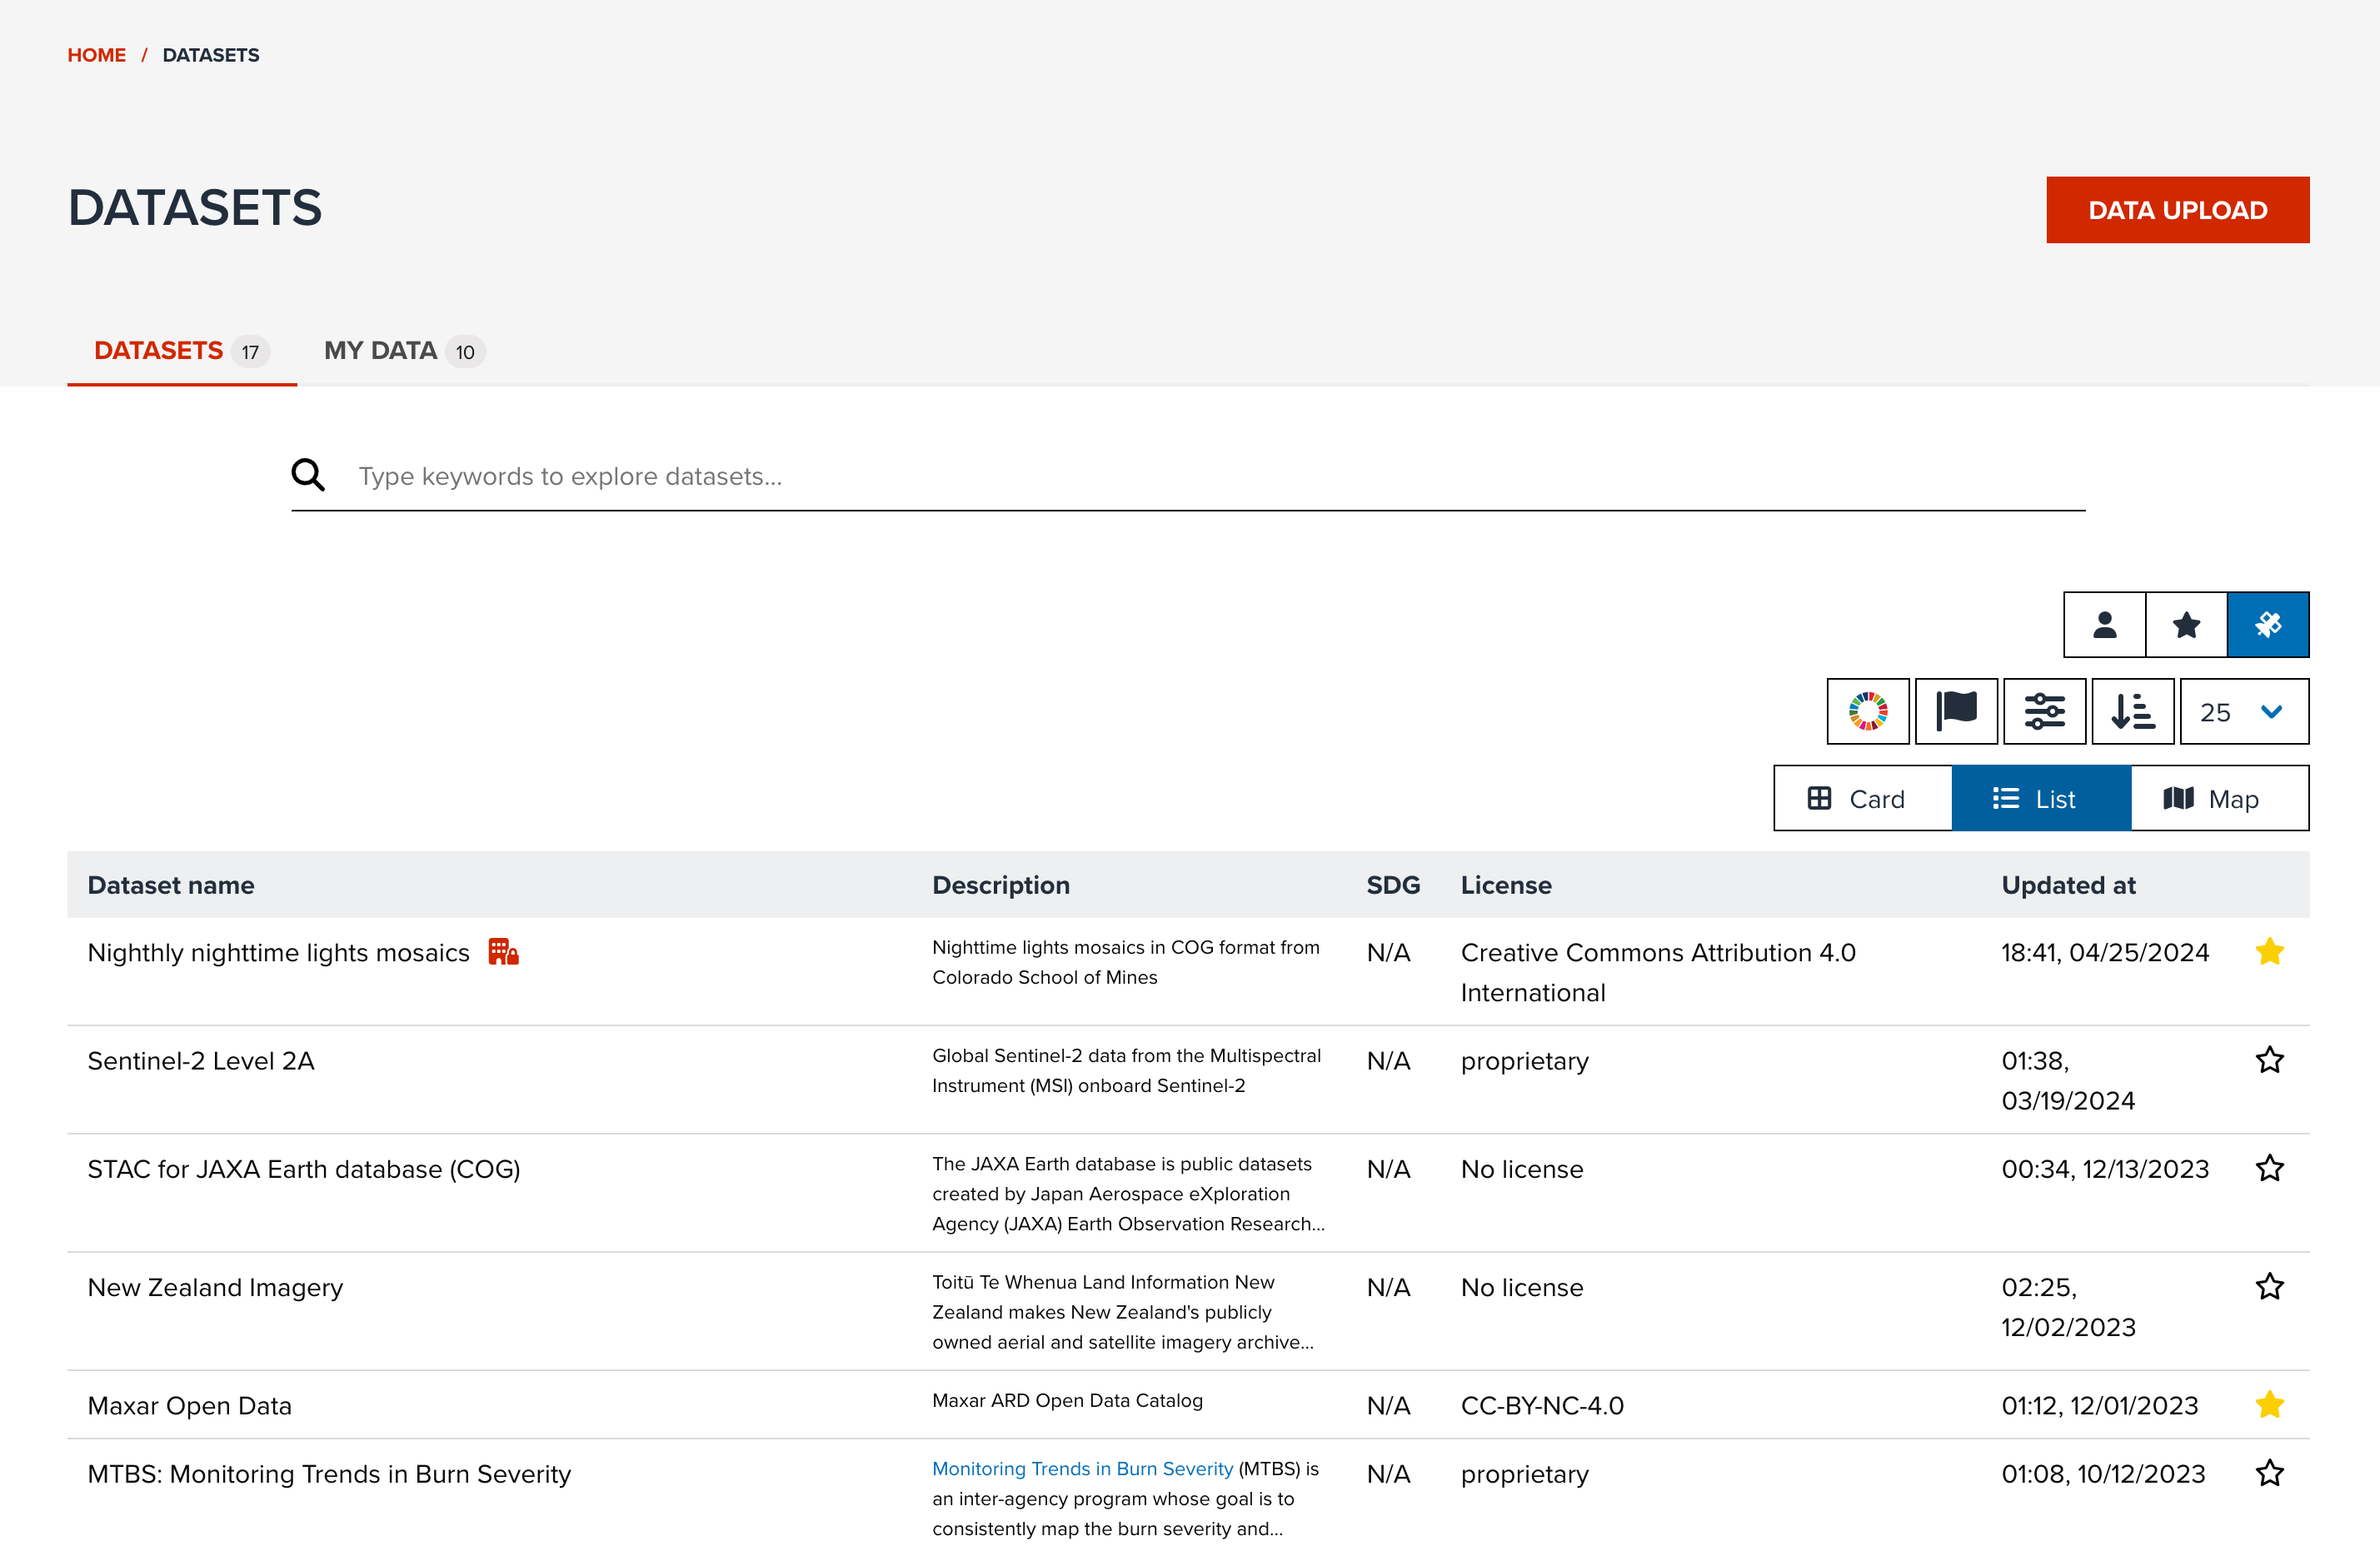 HOME / DATASETS
DATASETS
DATA UPLOAD
DATASETS 17 MY DATA 10
Type keywords to explore datasets...
25
Card List Map
Dataset name Description SDG License Updated at
Nighthly nighttime lights mosaics
Nighttime lights mosaics in COG format from
Colorado School of Mines
N/A
Creative Commons Attribution 4.0
International
18:41, 04/25/2024
Sentinel-2 Level 2A
Global Sentinel-2 data from the Multispectral
Instrument (MSI) onboard Sentinel-2
N/A
proprietary
01:38,
03/19/2024
STAC for JAXA Earth database (COG)
The JAXA Earth database is public datasets
created by Japan Aerospace eXploration
Agency (JAXA) Earth Observation Research...
N/A
No license
00:34, 12/13/2023
New Zealand Imagery
Toitū Te Whenua Land Information New
Zealand makes New Zealand's publicly
owned aerial and satellite imagery archive...
N/A
No license
02:25,
12/02/2023
Maxar Open Data
Maxar ARD Open Data Catalog
N/A
CC-BY-NC-4.0
01:12, 12/01/2023
MTBS: Monitoring Trends in Burn Severity
Monitoring Trends in Burn Severity (MTBS) is
an inter-agency program whose goal is to
consistently map the burn severity and...
N/A
proprietary
01:08, 10/12/2023